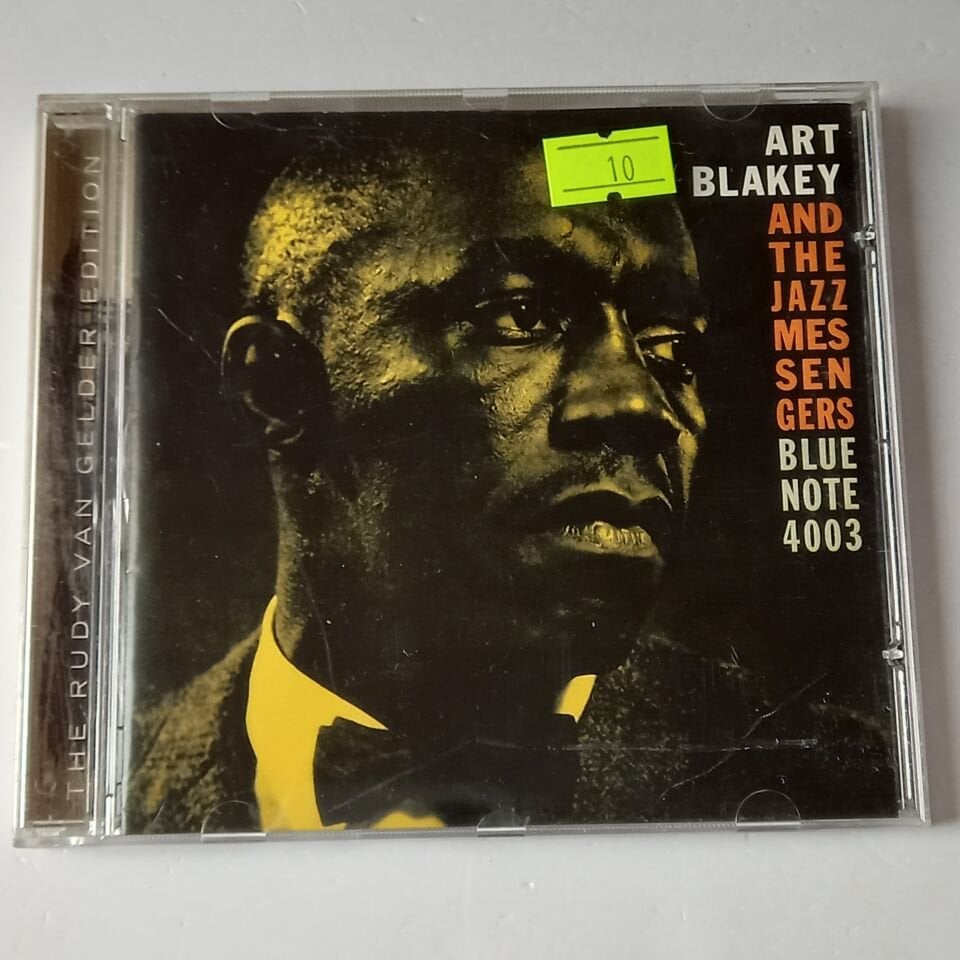 THE RUDY VAN GELDER EDITION
10
ART
BLAKEY
AND
THE
JAZZ
MES
SEN
GERS
BLUE
NOTE
4003